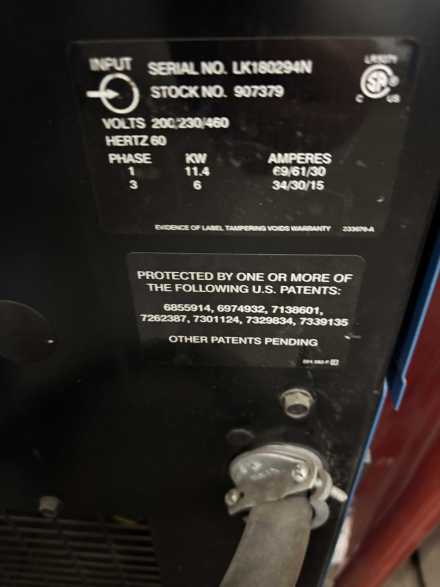 INPUT
SERIAL NO. LK180294N
STOCK NO. 907379
LR9271
C US
VOLTS 200/230/460
HERTZ 60
PHASE KW AMPERES
1 11.4 69/61/30
3 6 34/30/15
EVIDENCE OF LABEL TAMPERING VOIDS WARRANTY
PROTECTED BY ONE OR MORE OF
THE FOLLOWING U.S. PATENTS:
6855914, 6974932, 7138601,
7262387, 7301124, 7329834, 7339135
OTHER PATENTS PENDING